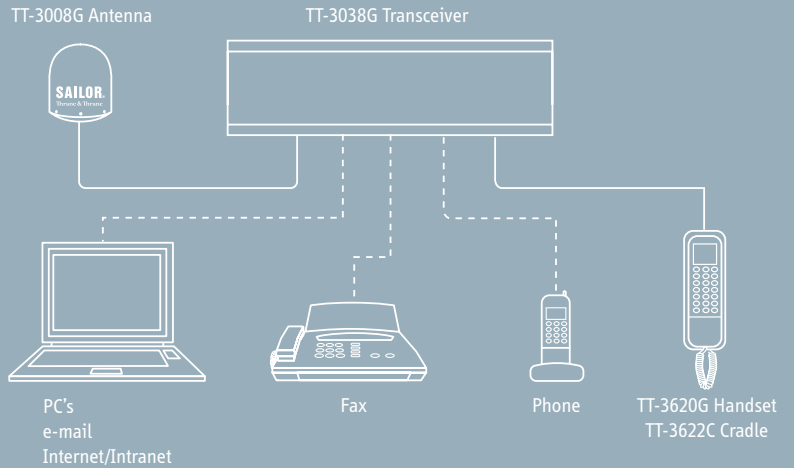 TT-3008G Antenna
TT-3038G Transceiver
SAILOR®
Thrane & Thrane
PC's
e-mail
Internet/Intranet
Fax
Phone
TT-3620G Handset
TT-3622C Cradle